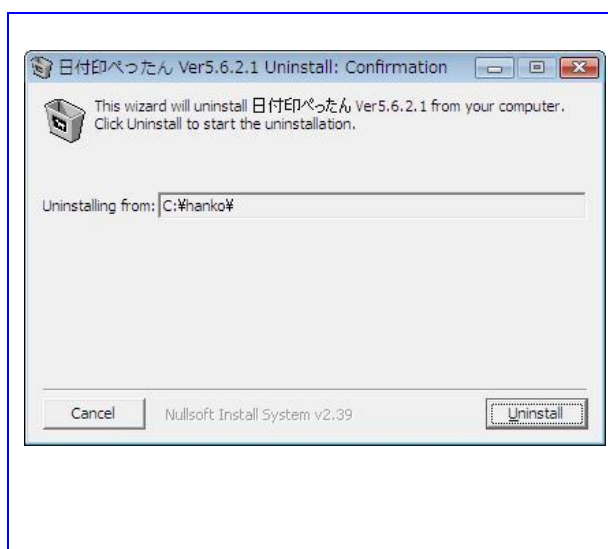 日付印ぺったん Ver5.6.2.1 Uninstall: Confirmation
This wizard will uninstall 日付印ぺったん Ver5.6.2.1 from your computer.
Click Uninstall to start the uninstallation.
Uninstalling from: C:¥hanko¥
Cancel
Nullsoft Install System v2.39
Uninstall